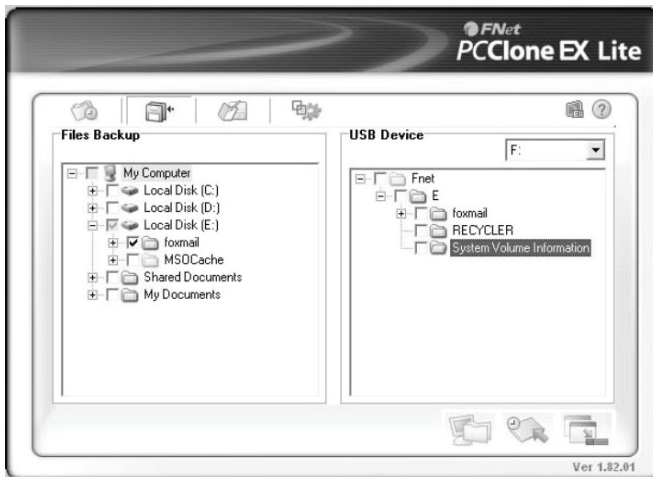 FNet
PCClone EX Lite
Files Backup
My Computer
Local Disk (C:)
Local Disk (D:)
Local Disk (E:)
foxmail
MSOCache
Shared Documents
My Documents
USB Device
F:
Fnet
E
foxmail
RECYCLER
System Volume Information
Ver 1.82.01